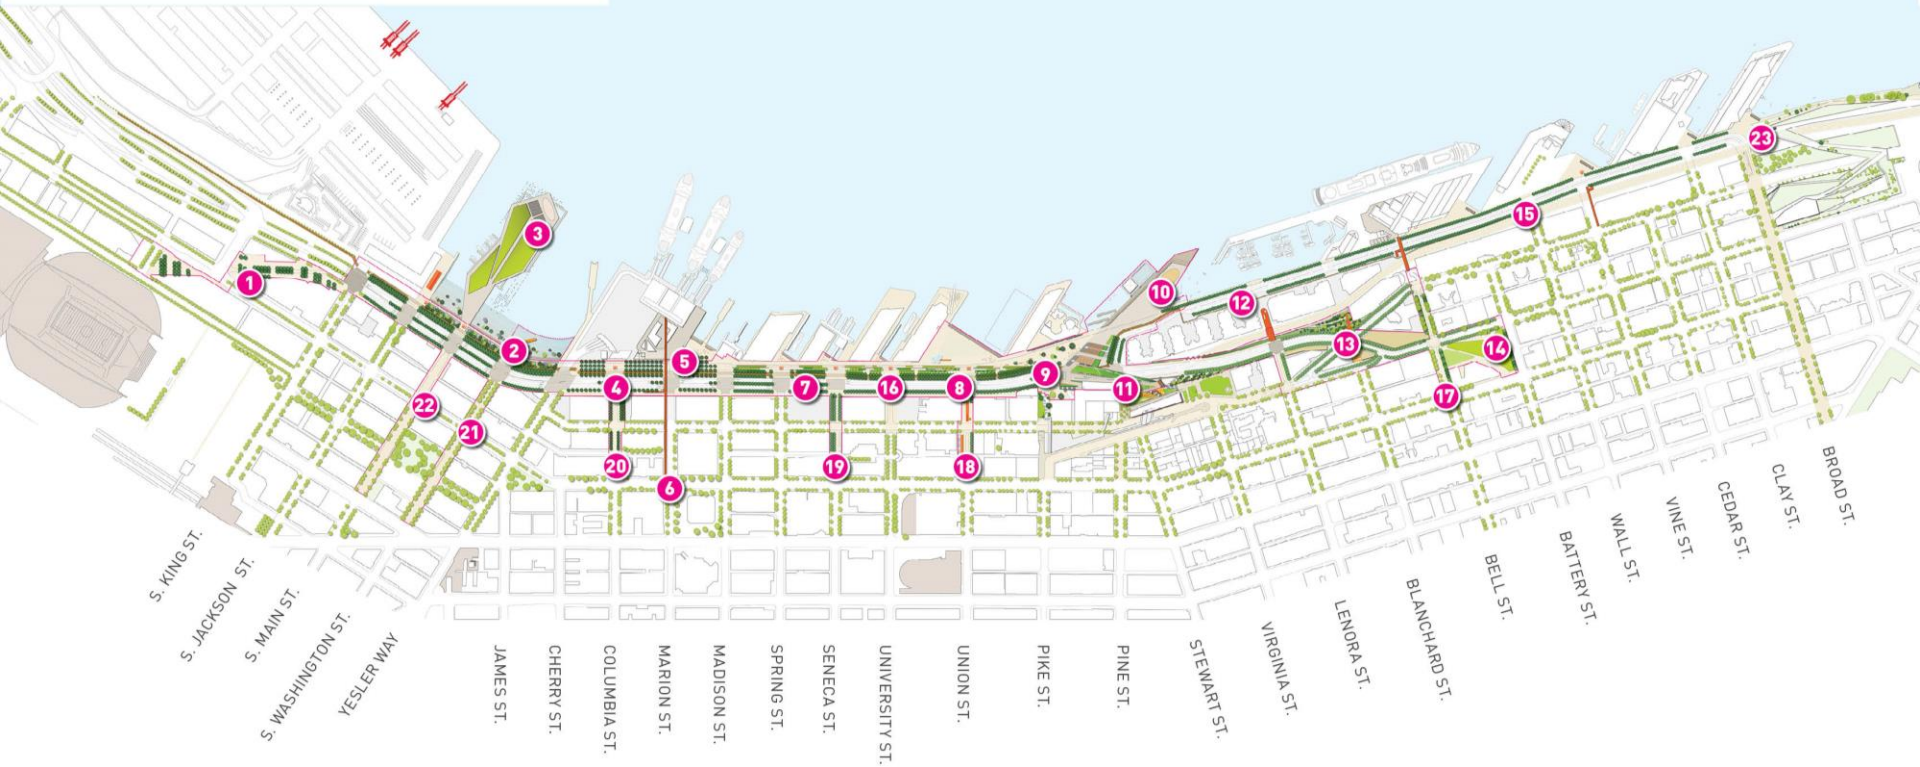 23
3
15
1
10
12
2
13
14
5
9
4
7
16
8
11
17
22
21
20
19
18
6
S. KING ST.
S. JACKSON ST.
S. MAIN ST.
S. WASHINGTON ST.
YESLER WAY
JAMES ST.
CHERRY ST.
COLUMBIA ST.
MARION ST.
MADISON ST.
SPRING ST.
SENECA ST.
UNIVERSITY ST.
UNION ST.
PIKE ST.
PINE ST.
STEWART ST.
VIRGINIA ST.
LENORA ST.
BLANCHARD ST.
BELL ST.
BATTERY ST.
WALL ST.
VINE ST.
CEDAR ST.
CLAY ST.
BROAD ST.